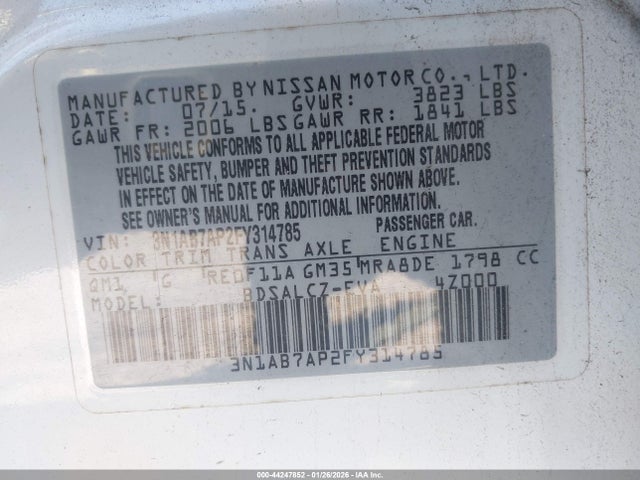 MANUFACTURED BY NISSAN MOTOR CO., LTD.
DATE: 07/15. GVWR: 3823 LBS
GAWR FR: 2006 LBS GAWR RR: 1841 LBS
THIS VEHICLE CONFORMS TO ALL APPLICABLE FEDERAL MOTOR
VEHICLE SAFETY, BUMPER AND THEFT PREVENTION STANDARDS
IN EFFECT ON THE DATE OF MANUFACTURE SHOWN ABOVE.
SEE OWNER'S MANUAL FOR ADDITIONAL INFORMATION.
VIN: 3N1AB7AP2FY314785 PASSENGER CAR.
COLOR TRIM TRANS AXLE ENGINE
QM1 G RE0F11A GM35 MRA8DE 1798 CC
MODEL: BDSALCZ-EVA 4Z000
3N1AB7AP2FY314785
000-44247852 | 01/26/2026 | IAA, Inc.